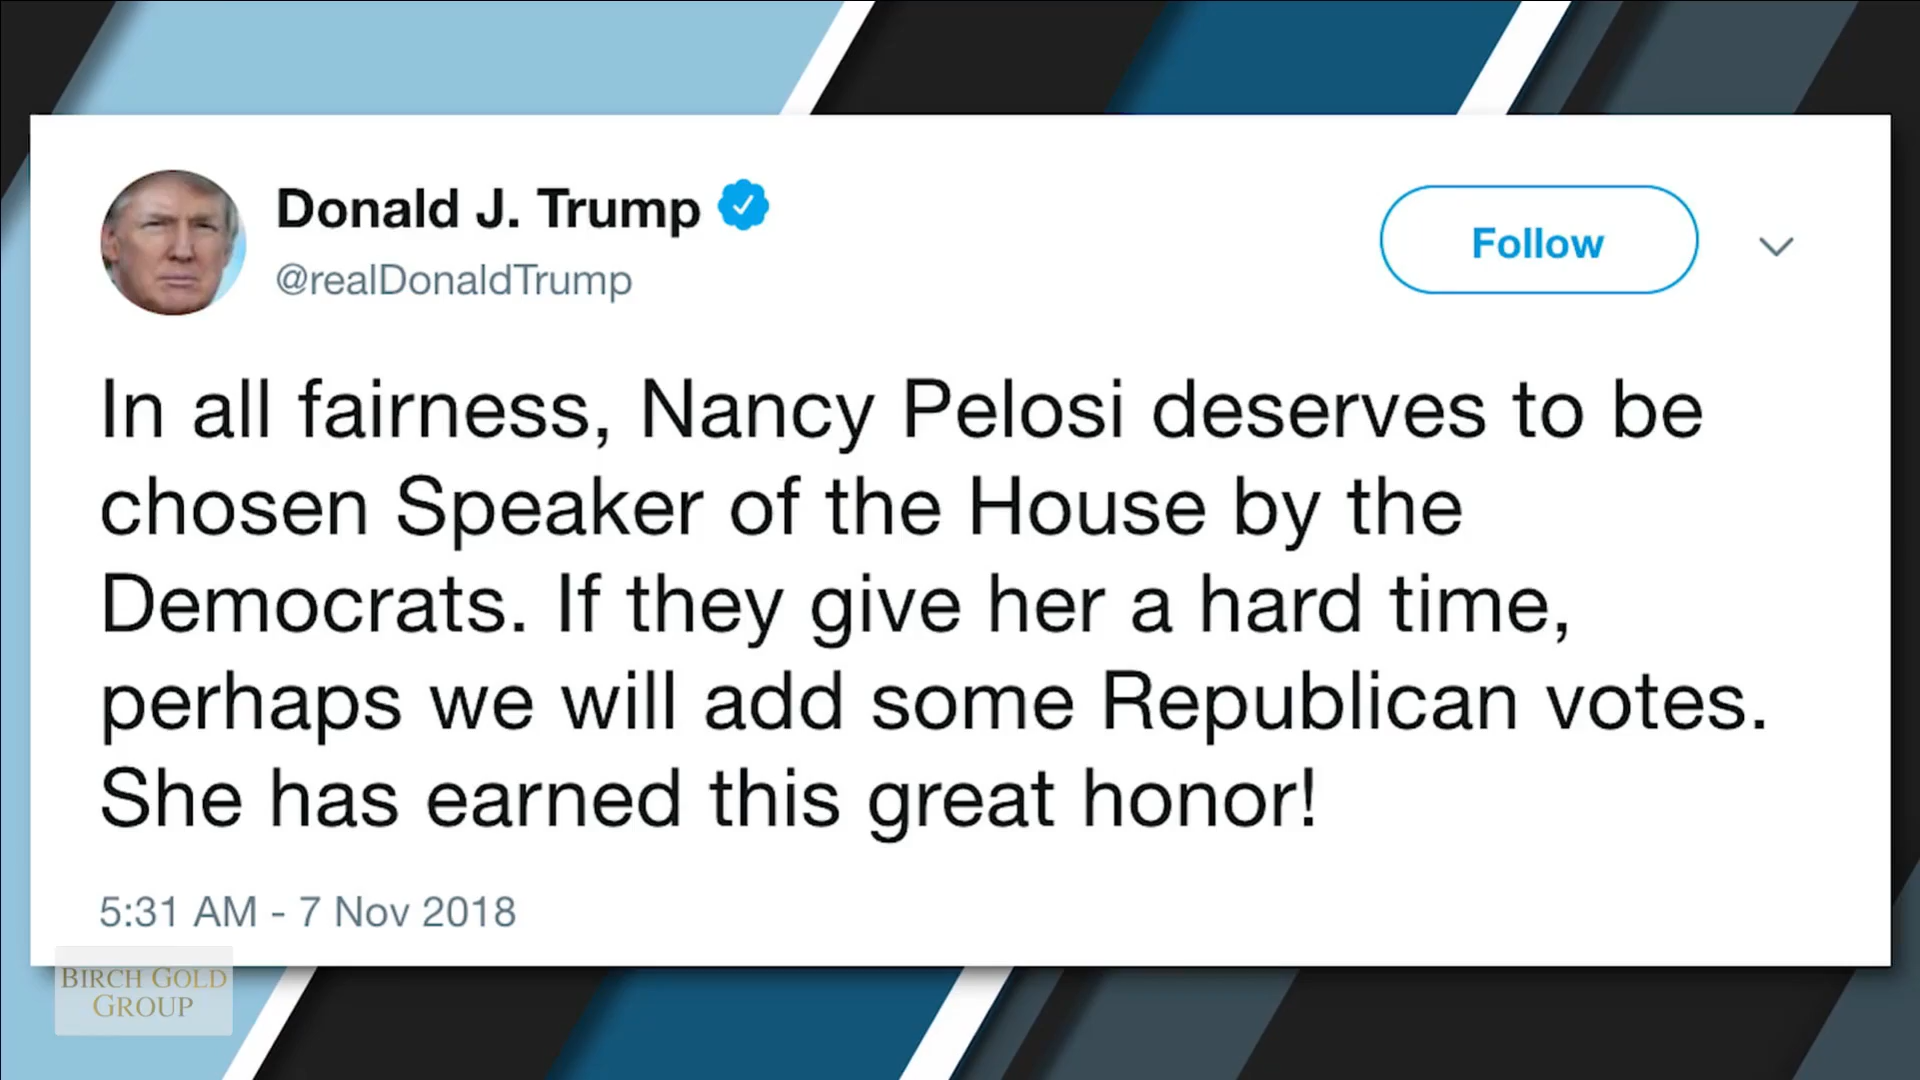 Donald J. Trump
@realDonaldTrump
Follow
In all fairness, Nancy Pelosi deserves to be
chosen Speaker of the House by the
Democrats. If they give her a hard time,
perhaps we will add some Republican votes.
She has earned this great honor!
5:31 AM - 7 Nov 2018
BIRCH GOLD
GROUP